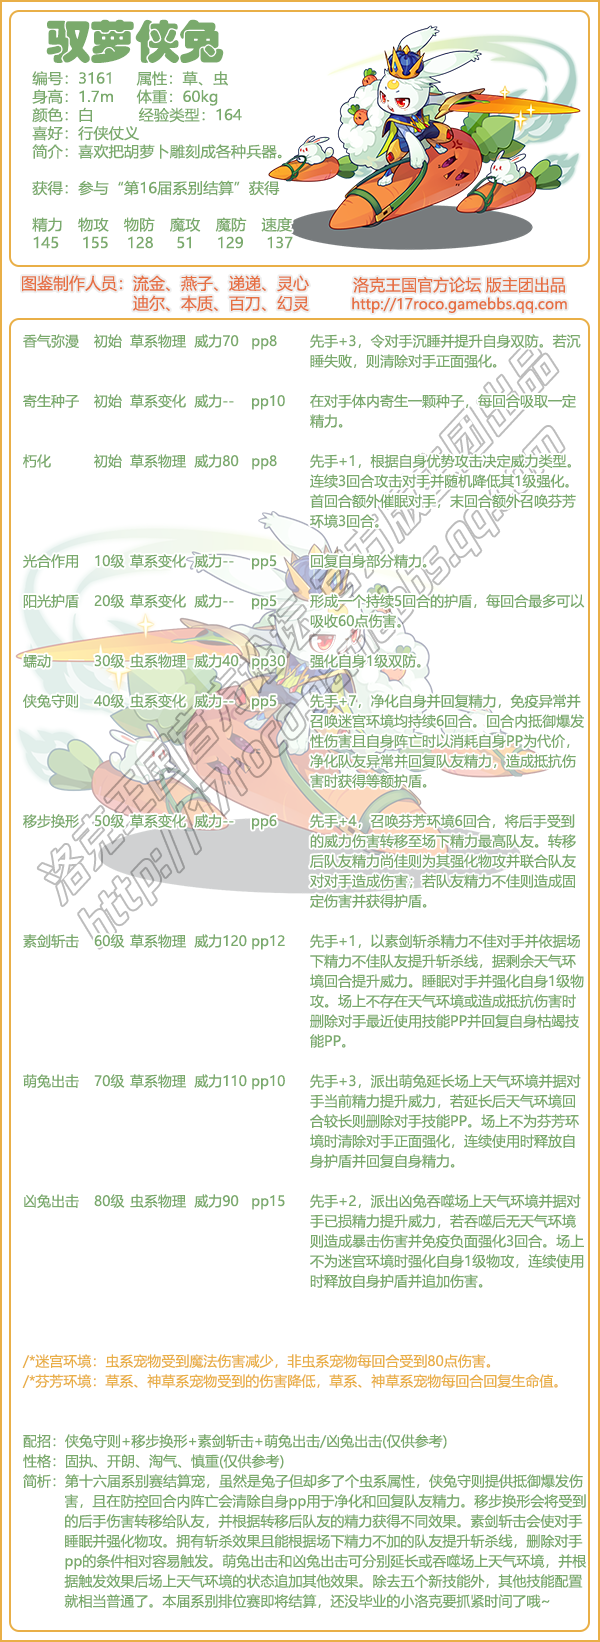 驭萝侠兔
编号：3161 属性：草、虫
身高：1.7m 体重：60kg
颜色：白 经验类型：164
喜好：行侠仗义
简介：喜欢把胡萝卜雕刻成各种兵器。
获得：参与“第16届系别结算”获得
精力 物攻 物防 魔攻 魔防 速度
145 155 128 51 129 137
图鉴制作人员：流金、燕子、递递、灵心
迪尔、本质、百刀、幻灵
洛克王国官方论坛 版主团出品
http://17roco.gamebbs.qq.com
香气弥漫 初始 草系物理 威力70 pp8 先手+3，令对手沉睡并提升自身双防。若沉
睡失败，则清除对手正面强化。
寄生种子 初始 草系变化 威力-- pp10 在对手体内寄生一颗种子，每回合吸取一定
精力。
朽化 初始 草系物理 威力80 pp8 先手+1，根据自身优势攻击决定威力类型。
连续3回合攻击对手并随机降低其1级强化。
首回合额外催眠对手，末回合额外召唤芬芳
环境3回合。
光合作用 10级 草系变化 威力-- pp5 回复自身部分精力。
阳光护盾 20级 草系变化 威力-- pp5 形成一个持续5回合的护盾，每回合最多可以
吸收60点伤害。
蠕动 30级 虫系物理 威力40 pp30 强化自身1级双防。
侠兔守则 40级 虫系变化 威力-- pp5 先手+7，净化自身并回复精力，免疫异常并
召唤迷宫环境均持续6回合。回合内抵御爆发
性伤害且自身阵亡时以消耗自身PP为代价，
净化队友异常并回复队友精力，造成抵抗伤
害时获得等额护盾。
移步换形 50级 草系变化 威力-- pp6 先手+4，召唤芬芳环境6回合，将后手受到
的威力伤害转移至场下精力最高队友。转移
后队友精力尚佳则为其强化物攻并联合队友
对对手造成伤害；若队友精力不佳则造成固
定伤害并获得护盾。
素剑斩击 60级 草系物理 威力120 pp12 先手+1，以素剑斩杀精力不佳对手并依据场
下精力不佳队友提升斩杀线，据剩余天气环
境回合提升威力。睡眠对手并强化自身1级物
攻。场上不存在天气环境或造成抵抗伤害时
删除对手最近使用技能PP并回复自身枯竭技
能PP。
萌兔出击 70级 草系物理 威力110 pp10 先手+3，派出萌兔延长场上天气环境并据对
手当前精力提升威力，若延长后天气环境回
合较长则删除对手技能PP。场上不为芬芳环
境时清除对手正面强化，连续使用时释放自
身护盾并回复自身精力。
凶兔出击 80级 虫系物理 威力90 pp15 先手+2，派出凶兔吞噬场上天气环境并据对
手已损精力提升威力，若吞噬后无天气环境
则造成暴击伤害并免疫负面强化3回合。场上
不为迷宫环境时强化自身1级物攻，连续使用
时释放自身护盾并追加伤害。
洛克王国官方论坛 版主团出品
http://17roco.gamebbs.qq.com
/*迷宫环境：虫系宠物受到魔法伤害减少，非虫系宠物每回合受到80点伤害。
/*芬芳环境：草系、神草系宠物受到的伤害降低，草系、神草系宠物每回合回复生命值。
配招：侠兔守则+移步换形+素剑斩击+萌兔出击/凶兔出击(仅供参考)
性格：固执、开朗、淘气、慎重(仅供参考)
简析：第十六届系别赛结算宠，虽然是兔子但却多了个虫系属性，侠兔守则提供抵御爆发伤
害，且在防控回合内阵亡会清除自身pp用于净化和回复队友精力。移步换形会将受到
的后手伤害转移给队友，并根据转移后队友的精力获得不同效果。素剑斩击会使对手
睡眠并强化物攻。拥有斩杀效果且能根据场下精力不加的队友提升斩杀线，删除对手
pp的条件相对容易触发。萌兔出击和凶兔出击可分别延长或吞噬场上天气环境，并根
据触发效果后场上天气环境的状态追加其他效果。除去五个新技能外，其他技能配置
就相当普通了。本届系别排位赛即将结算，还没毕业的小洛克要抓紧时间了哦~